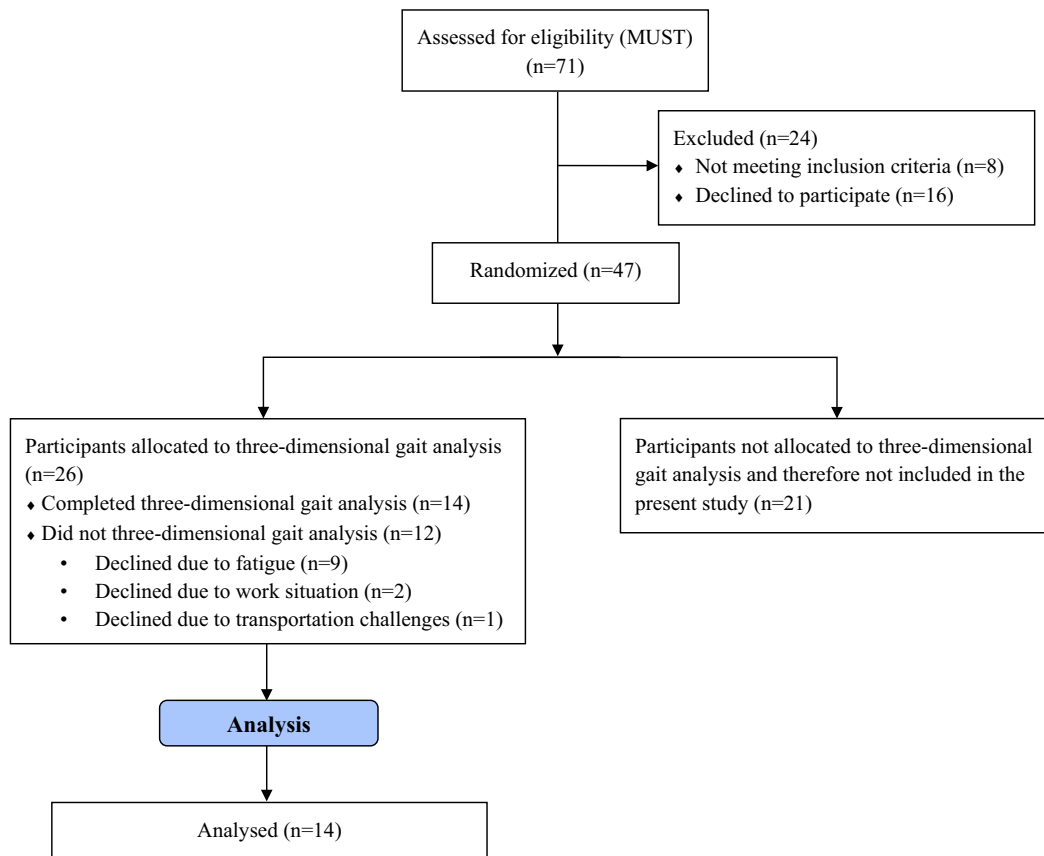 Assessed for eligibility (MUST)
(n=71)
Excluded (n=24)
♦ Not meeting inclusion criteria (n=8)
♦ Declined to participate (n=16)
Randomized (n=47)
Participants allocated to three-dimensional gait analysis
(n=26)
♦ Completed three-dimensional gait analysis (n=14)
♦ Did not three-dimensional gait analysis (n=12)
• Declined due to fatigue (n=9)
• Declined due to work situation (n=2)
• Declined due to transportation challenges (n=1)
Participants not allocated to three-dimensional
gait analysis and therefore not included in the
present study (n=21)
Analysis
Analysed (n=14)